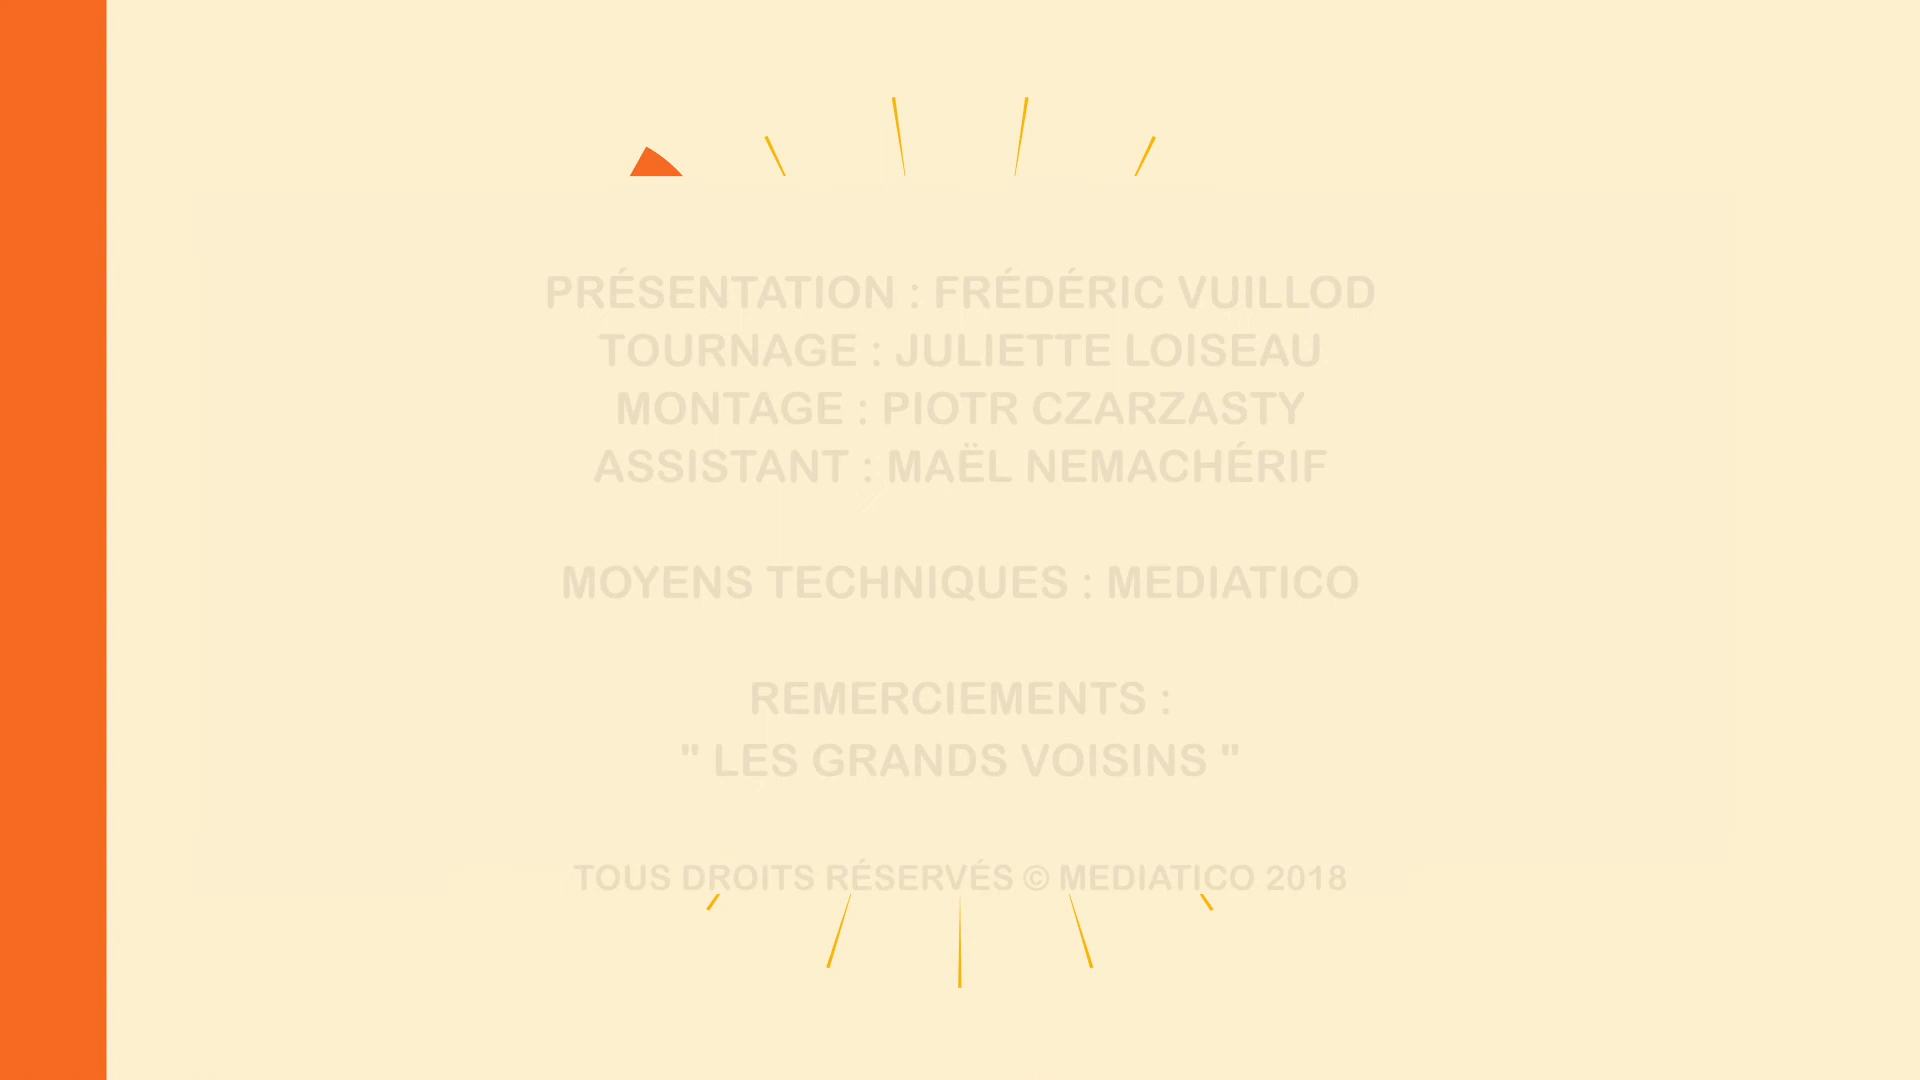 PRÉSENTATION : FRÉDÉRIC VUILLOD
TOURNAGE : JULIETTE LOISEAU
MONTAGE : PIOTR CZARZASTY
ASSISTANT : MAËL NEMACHÉRIF
MOYENS TECHNIQUES : MEDIATICO
REMERCIEMENTS :
" LES GRANDS VOISINS "
TOUS DROITS RÉSERVÉS © MEDIATICO 2018